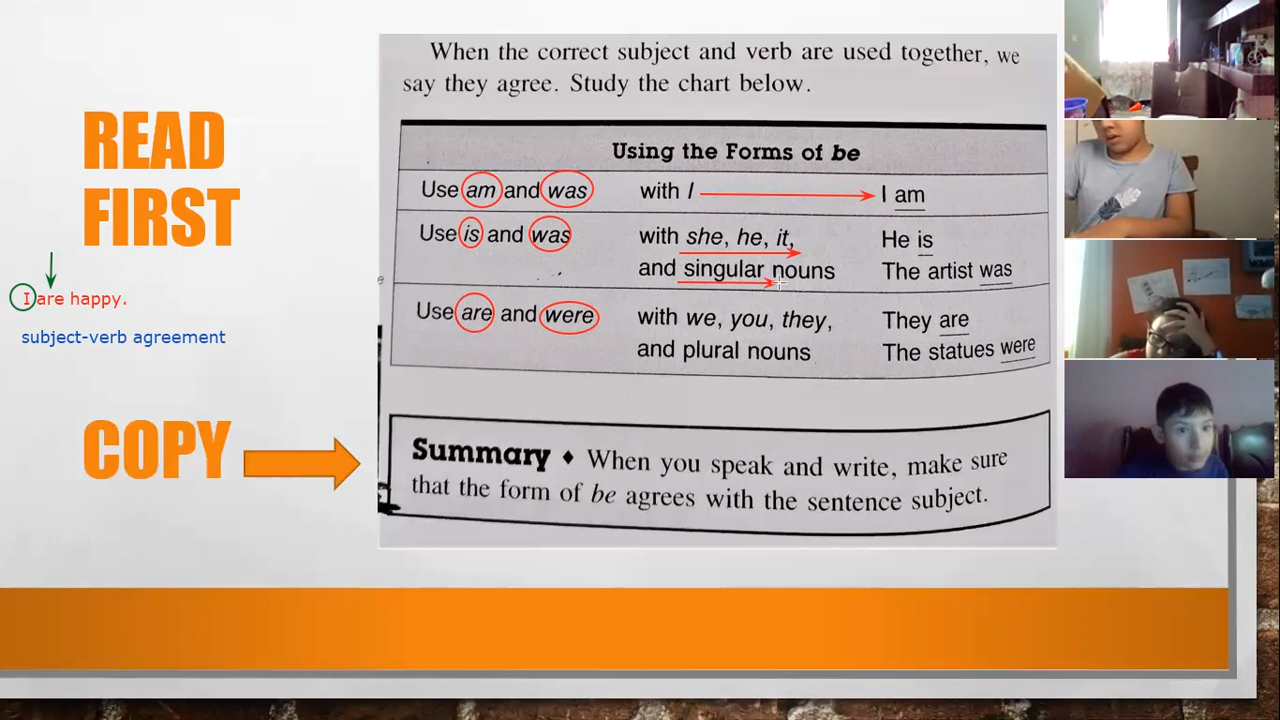 READ
FIRST
I are happy.
subject-verb agreement
COPY
When the correct subject and verb are used together, we
say they agree. Study the chart below.
Using the Forms of be
Use am and was with I I am
Use is and was with she, he, it, He is
and singular nouns The artist was
Use are and were with we, you, they, They are
and plural nouns The statues were
Summary ♦ When you speak and write, make sure
that the form of be agrees with the sentence subject.